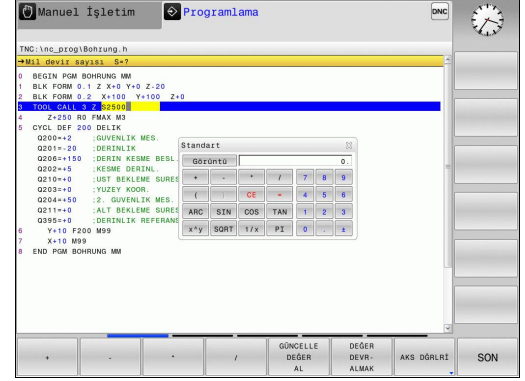 Manuel İşletim
Programlama
DNC
TNC:\nc_prog\Bohrung.h
→Mil devir sayısı S=?
0 BEGIN PGM BOHRUNG MM
1 BLK FORM 0.1 Z X+0 Y+0 Z-20
2 BLK FORM 0.2 X+100 Y+100 Z+0
3 TOOL CALL 3 Z S2500
4 Z+250 R0 FMAX M3
5 CYCL DEF 200 DELIK
Q200=+2 ;GUVENLIK MES.
Q201=-20 ;DERINLIK
Q206=+150 ;DERIN KESME BESL.
Q202=+5 ;KESME DERINL.
Q210=+0 ;UST BEKLEME SURES
Q203=+0 ;YUZEY KOOR.
Q204=+50 ;2. GUVENLIK MES.
Q211=+0 ;ALT BEKLEME SURES
Q395=+0 ;DERINLIK REFERANS
6 Y+10 F200 M99
7 X+10 M99
8 END PGM BOHRUNG MM
Standart
Görüntü 0.
+ - * / 7 8 9
( ) CE = 4 5 6
ARC SIN COS TAN 1 2 3
x^y SQRT 1/x PI 0 . ±
+ - * /
GÜNCELLE
DEĞER
AL
DEĞER
DEVR-
ALMAK
AKS DĞRLRİ
SON